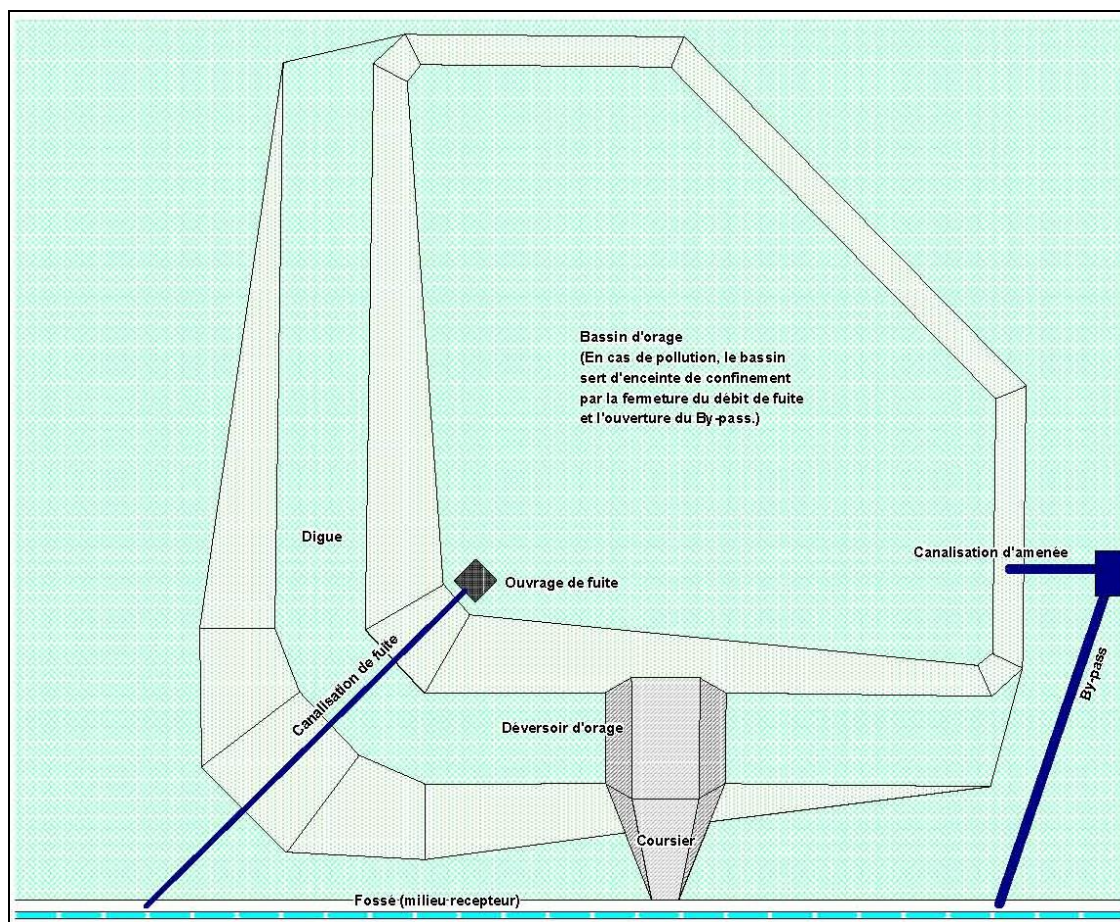 Bassin d'orage
(En cas de pollution, le bassin
sert d'enceinte de confinement
par la fermeture du débit de fuite
et l'ouverture du By-pass.)
Digue
Canalisation d'amenée
Ouvrage de fuite
Canalisation de fuite
By-pass
Déversoir d'orage
Coursier
Fossé (milieu recepteur)